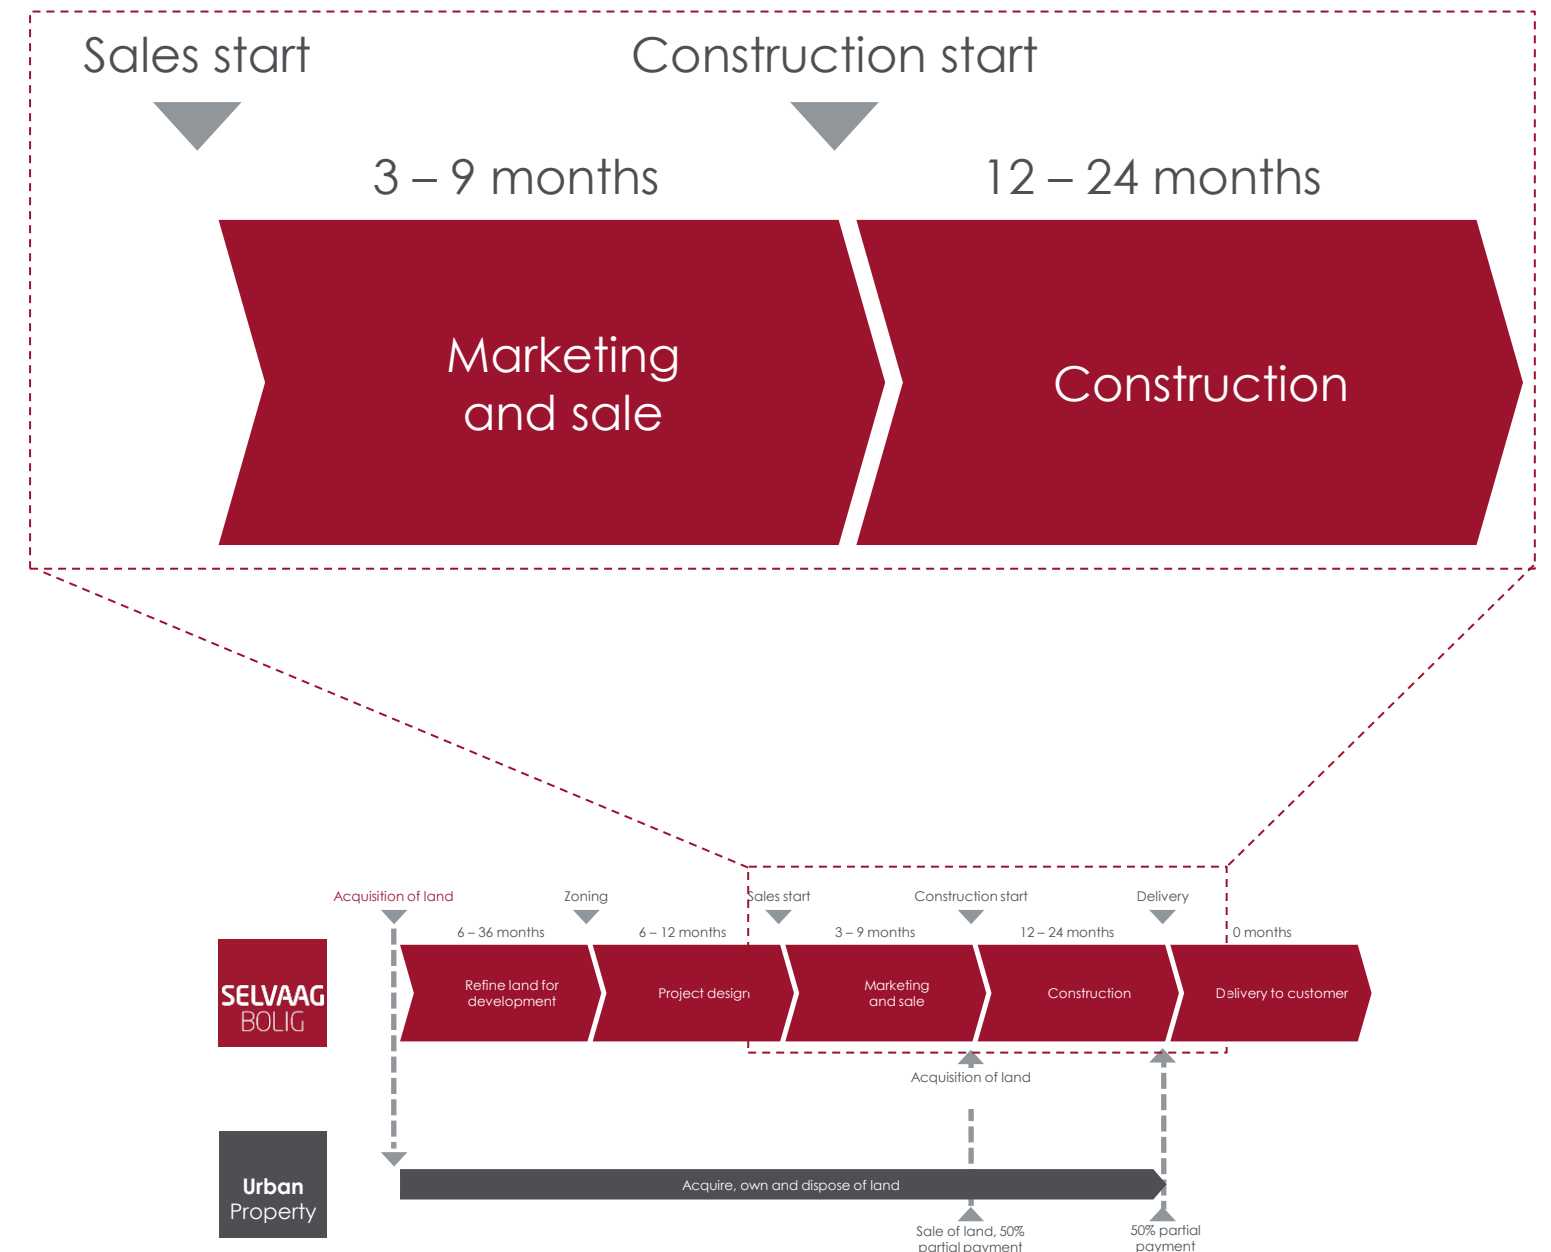 Sales start
Construction start
3 – 9 months
12 – 24 months
Marketing
and sale
Construction
Acquisition of land
Zoning
Sales start
Construction start
Delivery
6 – 36 months
6 – 12 months
3 – 9 months
12 – 24 months
0 months
SELVAAG
BOLIG
Refine land for
development
Project design
Marketing
and sale
Construction
Delivery to customer
Acquisition of land
Urban
Property
Acquire, own and dispose of land
Sale of land, 50%
partial payment
50% partial
payment